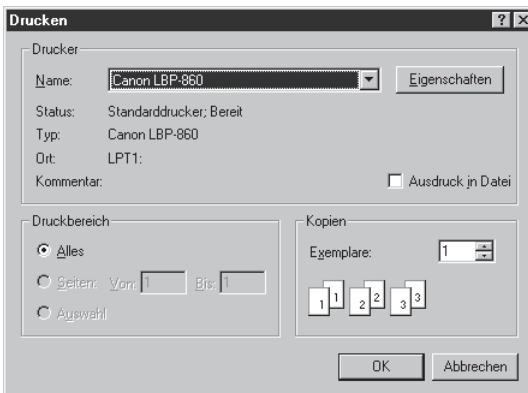 Drucken
Drucker
Name: Canon LBP-860 Eigenschaften
Status: Standarddrucker; Bereit
Typ: Canon LBP-860
Ort: LPT1:
Kommentar: Ausdruck in Datei
Druckbereich
Alles
Seiten: Von: 1 Bis: 1
Auswahl
Kopien
Exemplare: 1
1 1 2 2 3 3
OK Abbrechen